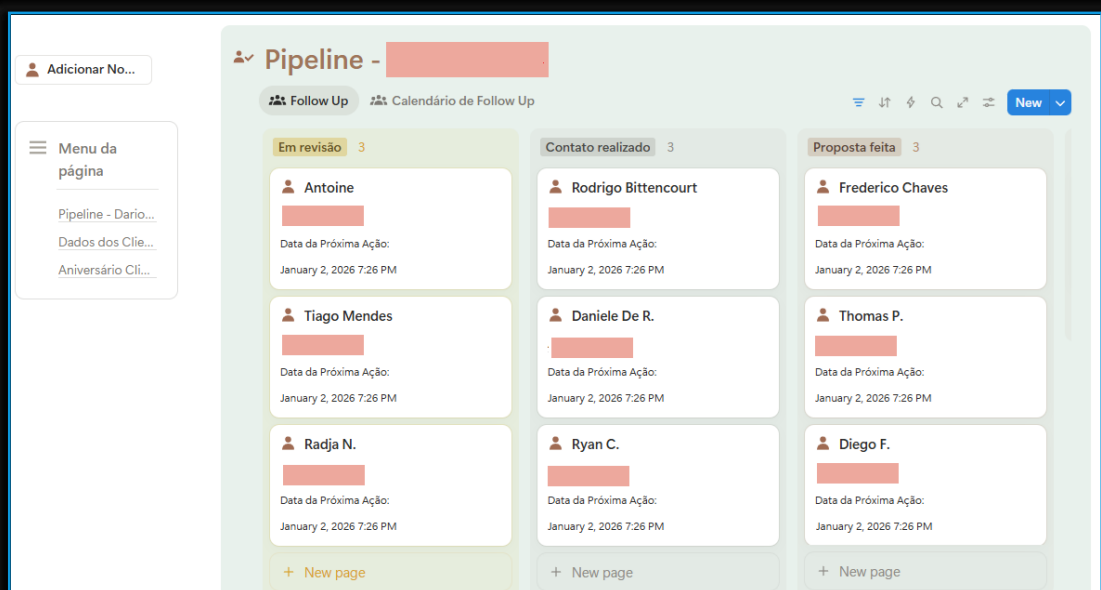 Adicionar No...
Menu da
página
Pipeline - Dario...
Dados dos Clie...
Aniversário Cli...
Pipeline -
Follow Up
Calendário de Follow Up
New
Em revisão 3
Antoine
Data da Próxima Ação:
January 2, 2026 7:26 PM
Tiago Mendes
Data da Próxima Ação:
January 2, 2026 7:26 PM
Radja N.
Data da Próxima Ação:
January 2, 2026 7:26 PM
+ New page
Contato realizado 3
Rodrigo Bittencourt
Data da Próxima Ação:
January 2, 2026 7:26 PM
Daniele De R.
Data da Próxima Ação:
January 2, 2026 7:26 PM
Ryan C.
Data da Próxima Ação:
January 2, 2026 7:26 PM
+ New page
Proposta feita 3
Frederico Chaves
Data da Próxima Ação:
January 2, 2026 7:26 PM
Thomas P.
Data da Próxima Ação:
January 2, 2026 7:26 PM
Diego F.
Data da Próxima Ação:
January 2, 2026 7:26 PM
+ New page